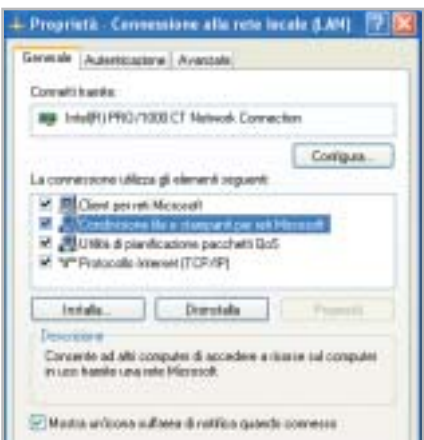 Proprietà - Connessione alla rete locale (LAN)
Generale Autenticazione Avanzate
Connetti tramite:
Intel(R) PRO/1000 CT Network Connection
Configura...
La connessione utilizza gli elementi seguenti:
Client per reti Microsoft
Condivisione file e stampanti per reti Microsoft
Utilità di pianificazione pacchetti QoS
Protocollo Internet (TCP/IP)
Installa... Disinstalla Proprietà
Descrizione
Consente ad altri computer di accedere a risorse sul computer
in uso tramite una rete Microsoft.
Mostra un'icona sull'area di notifica quando connesso